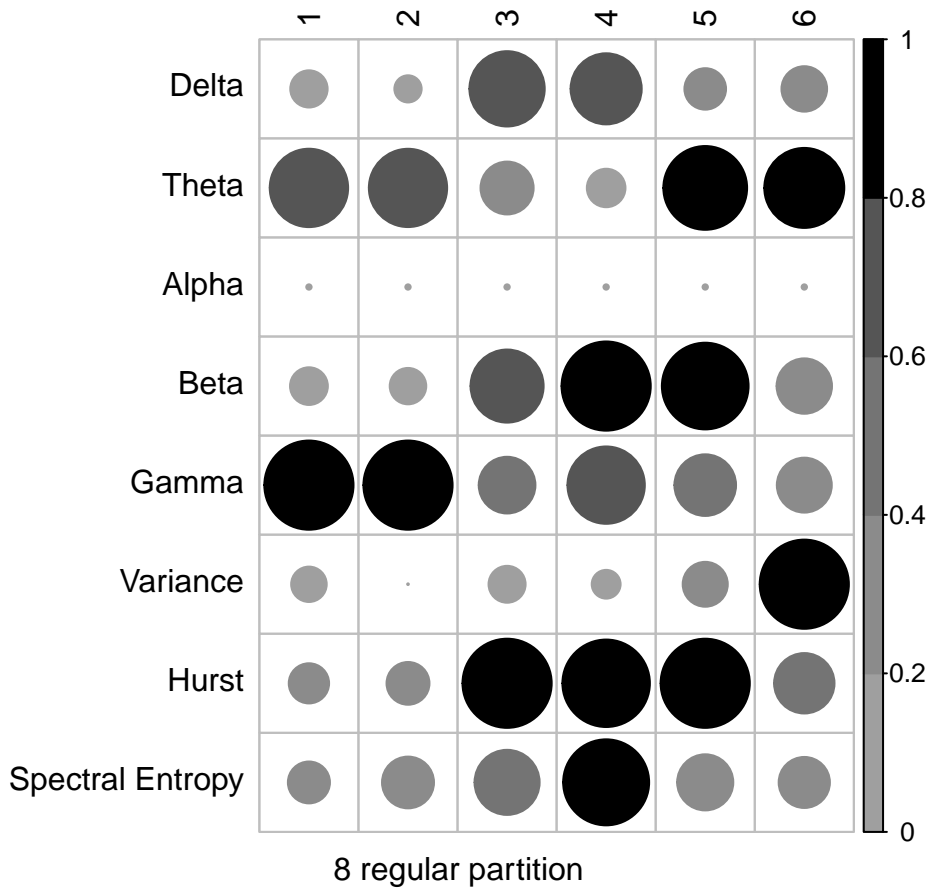 1 2 3 4 5 6
1
Delta
Theta
0.8
Alpha
0.6
Beta
Gamma
0.4
Variance
Hurst
0.2
Spectral Entropy
0
8 regular partition